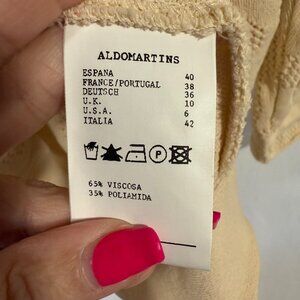 ALDOMARTINS
ESPANA 40
FRANCE/PORTUGAL 38
DEUTSCH 36
U.K. 10
U.S.A. 6
ITALIA 42
P
65% VISCOSA
35% POLIAMIDA